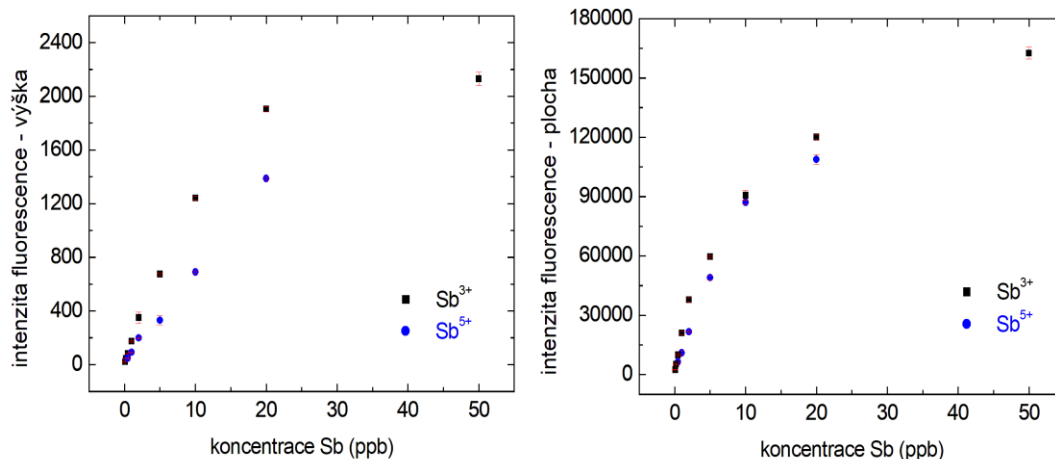 intenzita fluorescence - výška
2400
2000
1600
1200
800
400
0
0 10 20 30 40 50
koncentrace Sb (ppb)
Sb³⁺
Sb⁵⁺
intenzita fluorescence - plocha
180000
150000
120000
90000
60000
30000
0
0 10 20 30 40 50
koncentrace Sb (ppb)
Sb³⁺
Sb⁵⁺